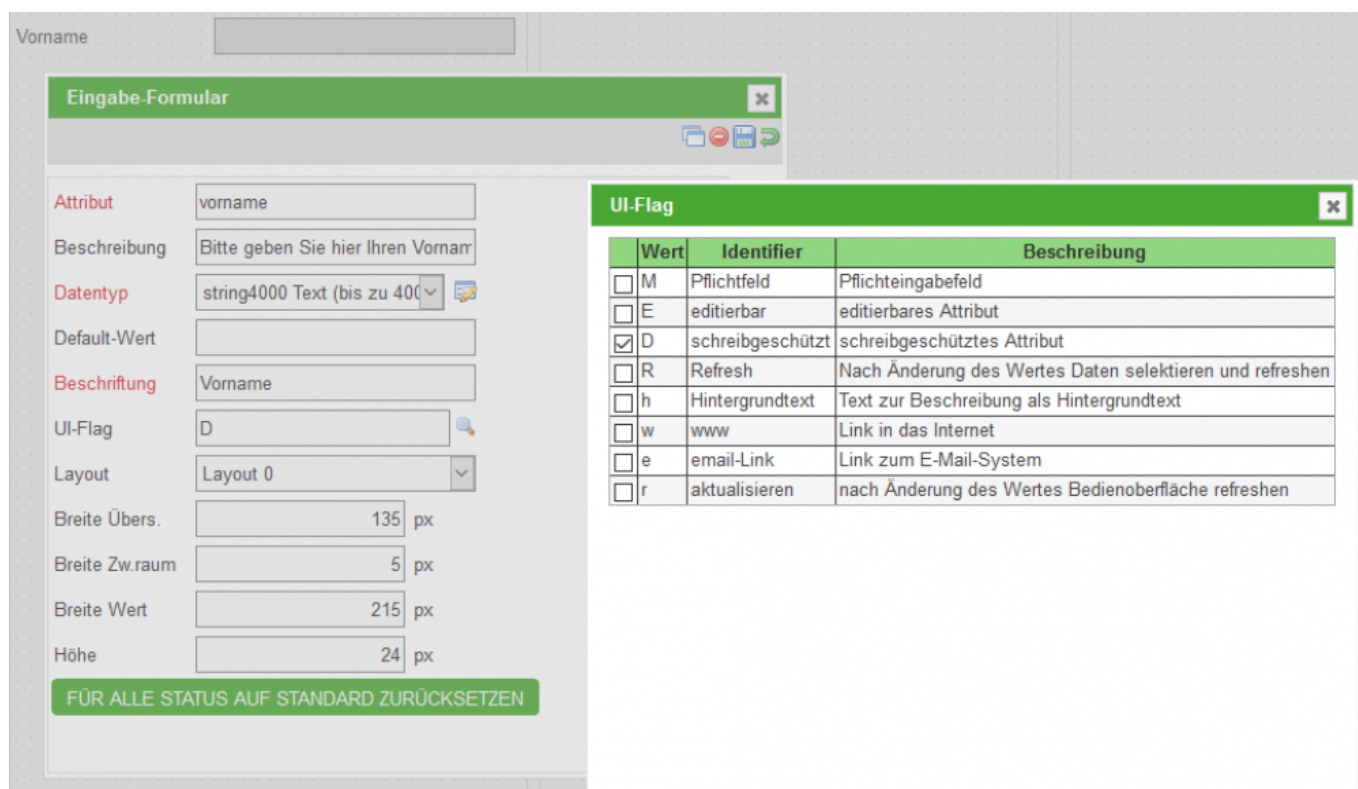 Vorname
Eingabe-Formular
Attribut vorname
Beschreibung Bitte geben Sie hier Ihren Vornam
Datentyp string4000 Text (bis zu 400
Default-Wert
Beschriftung Vorname
UI-Flag D
Layout Layout 0
Breite Übers. 135 px
Breite Zw.raum 5 px
Breite Wert 215 px
Höhe 24 px
FÜR ALLE STATUS AUF STANDARD ZURÜCKSETZEN
UI-Flag
Wert Identifier Beschreibung
M Pflichtfeld Pflichteingabefeld
E editierbar editierbares Attribut
D schreibgeschützt schreibgeschütztes Attribut
R Refresh Nach Änderung des Wertes Daten selektieren und refreshen
h Hintergrundtext Text zur Beschreibung als Hintergrundtext
w www Link in das Internet
e email-Link Link zum E-Mail-System
r aktualisieren nach Änderung des Wertes Bedienoberfläche refreshen